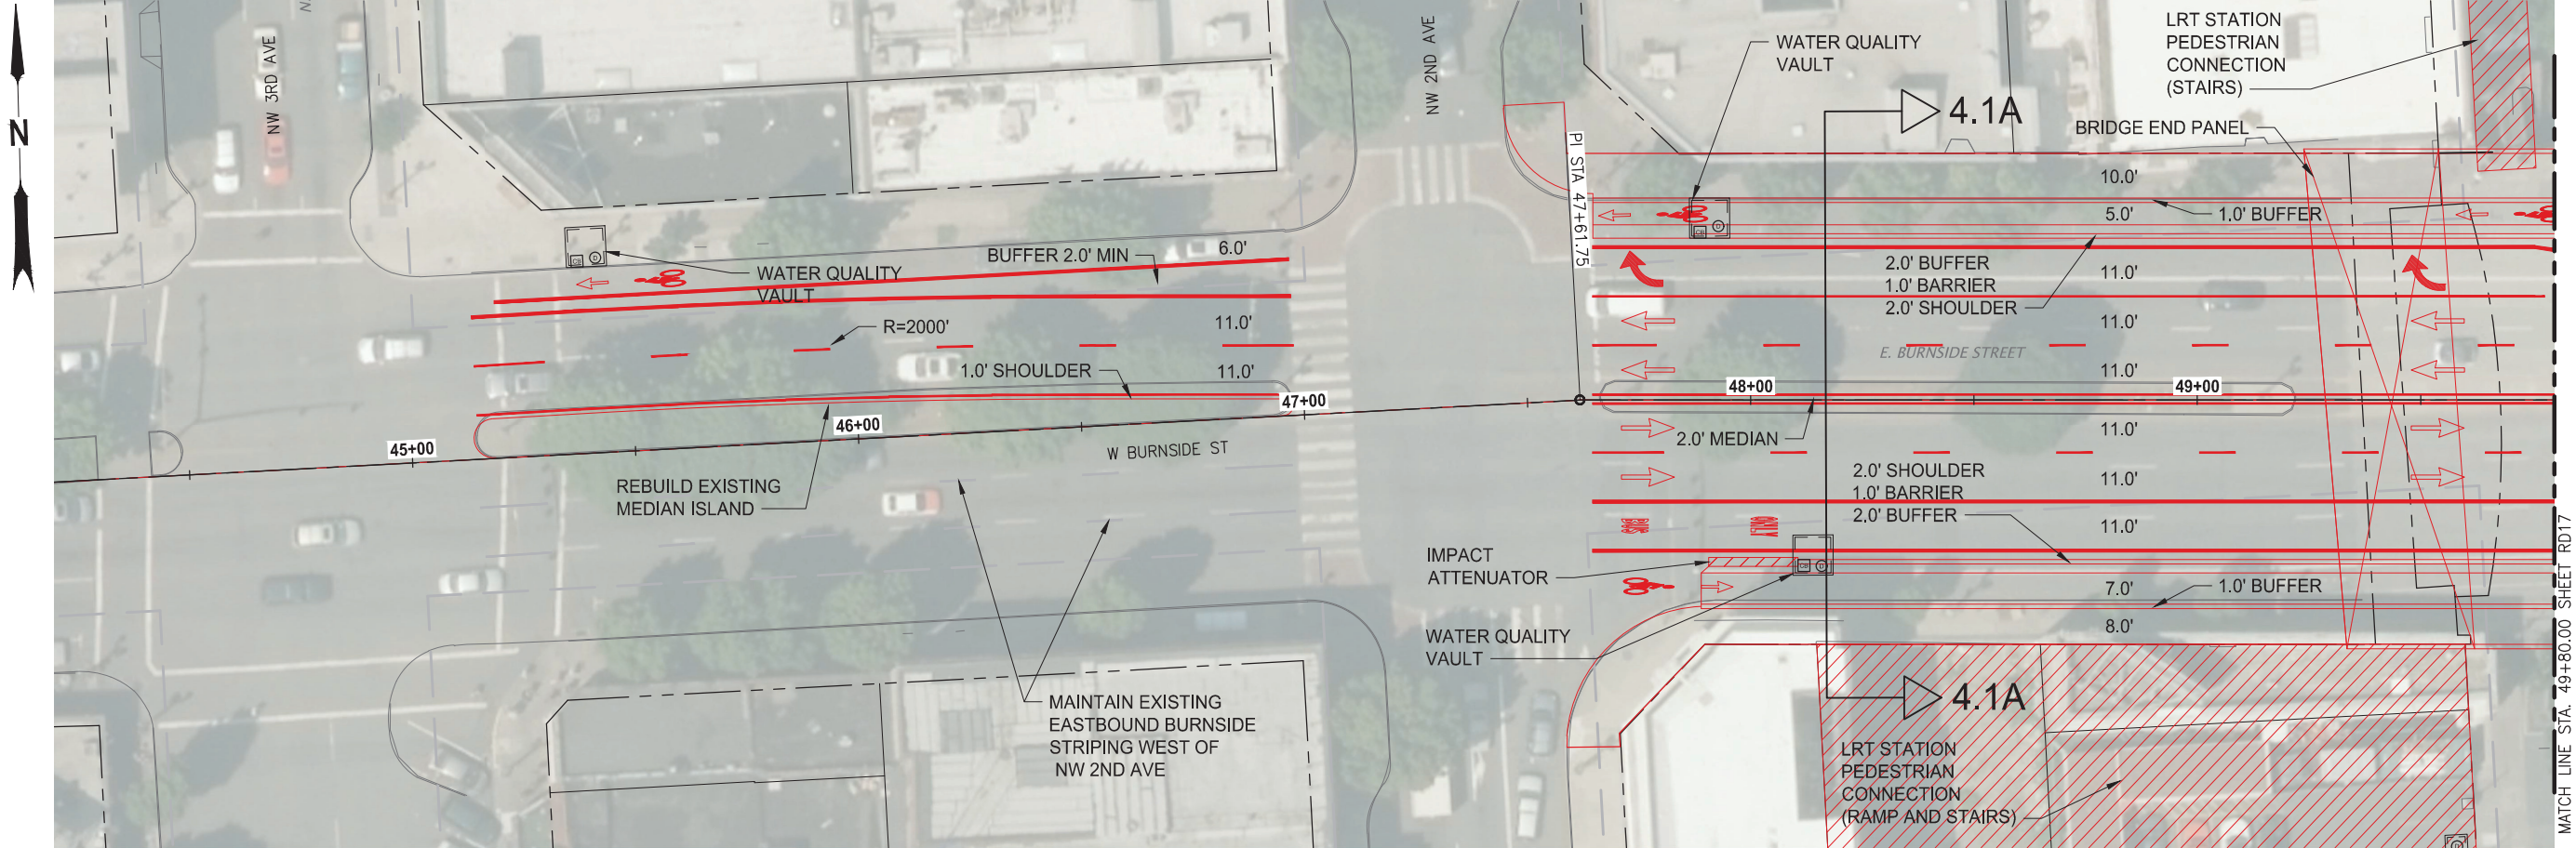 N
NW 3RD AVE
NW 2ND AVE
WATER QUALITY
VAULT
LRT STATION
PEDESTRIAN
CONNECTION
(STAIRS)
4.1A
BRIDGE END PANEL
PI STA 47+61.75
10.0'
5.0'
1.0' BUFFER
BUFFER 2.0' MIN
6.0'
WATER QUALITY
VAULT
2.0' BUFFER
1.0' BARRIER
2.0' SHOULDER
11.0'
R=2000'
11.0'
11.0'
E. BURNSIDE STREET
1.0' SHOULDER
11.0'
11.0'
45+00
46+00
47+00
48+00
49+00
W BURNSIDE ST
2.0' MEDIAN
11.0'
REBUILD EXISTING
MEDIAN ISLAND
2.0' SHOULDER
1.0' BARRIER
2.0' BUFFER
11.0'
11.0'
BUS
ONLY
IMPACT
ATTENUATOR
7.0'
1.0' BUFFER
8.0'
WATER QUALITY
VAULT
MAINTAIN EXISTING
EASTBOUND BURNSIDE
STRIPING WEST OF
NW 2ND AVE
4.1A
LRT STATION
PEDESTRIAN
CONNECTION
(RAMP AND STAIRS)
MATCH LINE STA. 49+80.00 SHEET RD17